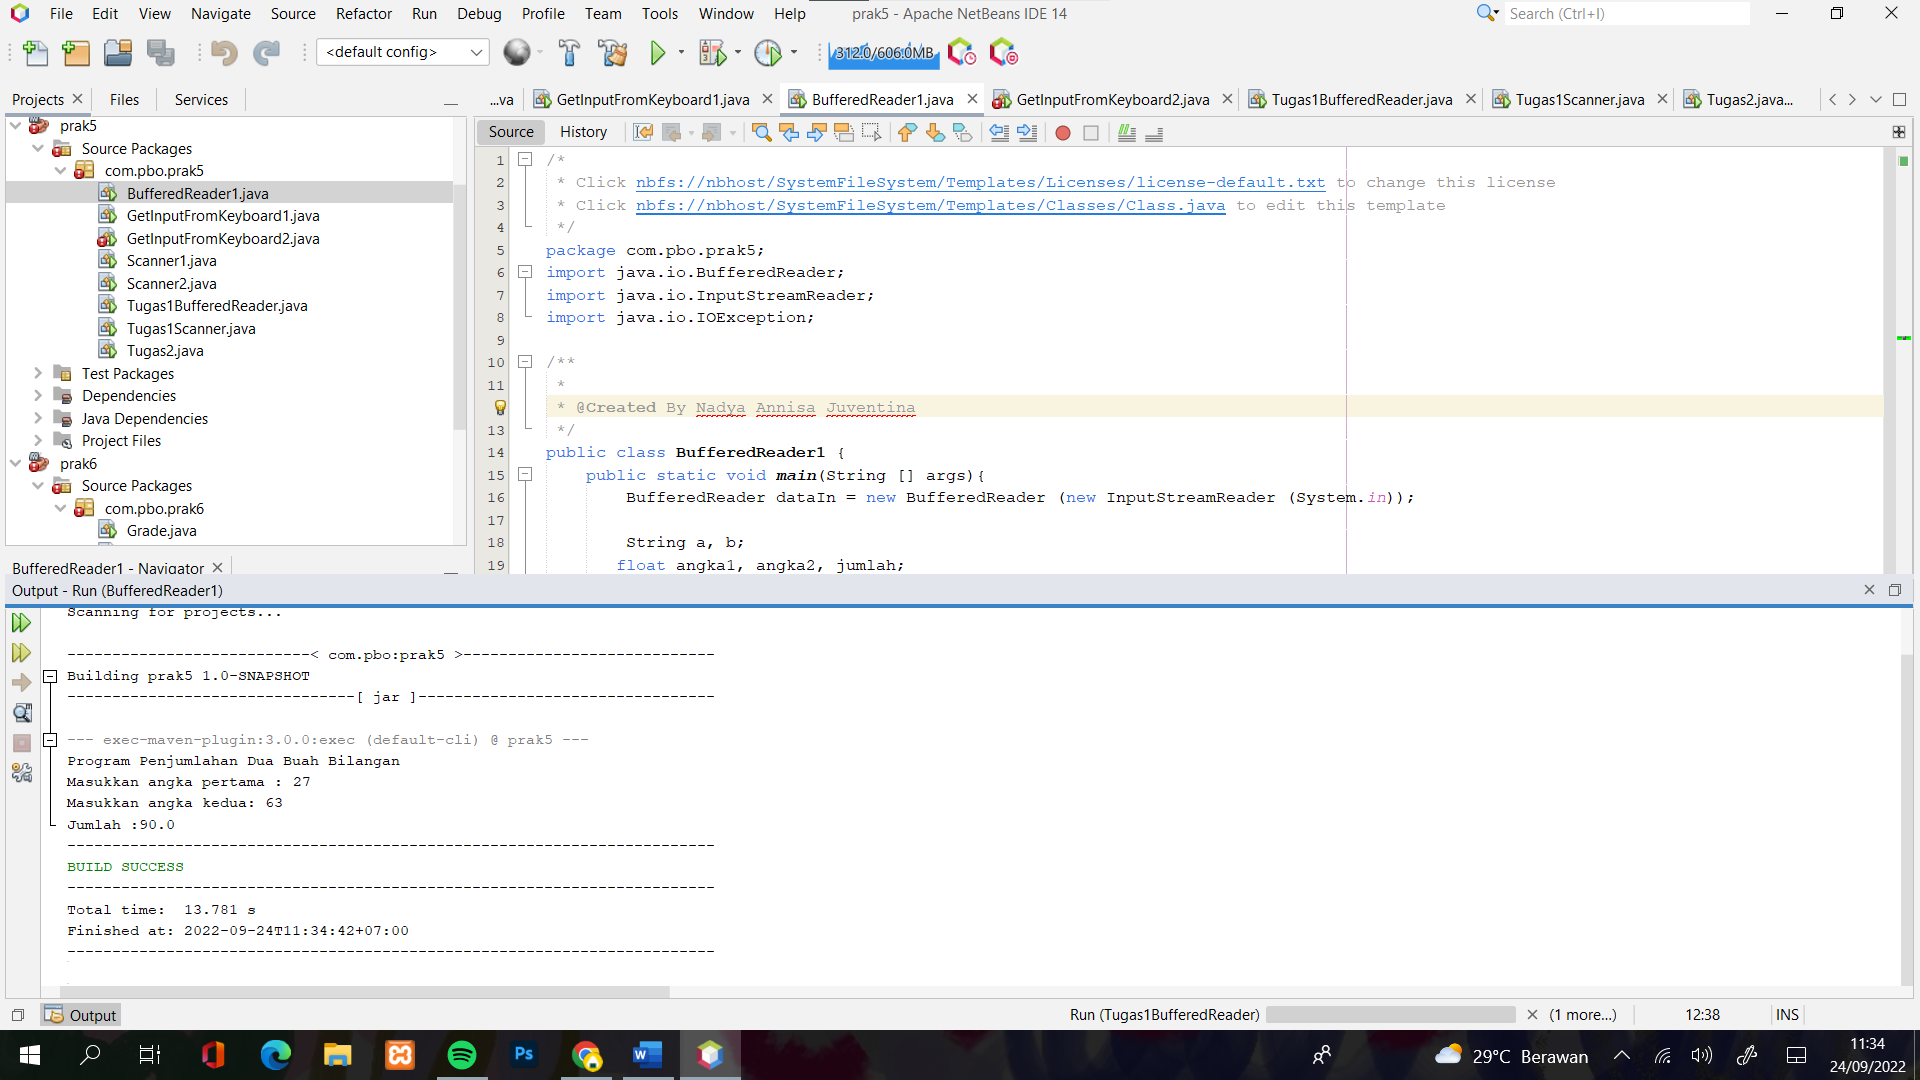 File Edit View Navigate Source Refactor Run Debug Profile Team Tools Window Help prak5 - Apache NetBeans IDE 14 Search (Ctrl+I)
<default config> 312.0/606.0MB
Projects Files Services
...va GetInputFromKeyboard1.java BufferedReader1.java GetInputFromKeyboard2.java Tugas1BufferedReader.java Tugas1Scanner.java Tugas2.java...
prak5
Source Packages
com.pbo.prak5
BufferedReader1.java
GetInputFromKeyboard1.java
GetInputFromKeyboard2.java
Scanner1.java
Scanner2.java
Tugas1BufferedReader.java
Tugas1Scanner.java
Tugas2.java
Test Packages
Dependencies
Java Dependencies
Project Files
prak6
Source Packages
com.pbo.prak6
Grade.java
BufferedReader1 - Navigator
Source History
1 /*
2 * Click nbfs://nbhost/SystemFileSystem/Templates/Licenses/license-default.txt to change this license
3 * Click nbfs://nbhost/SystemFileSystem/Templates/Classes/Class.java to edit this template
4 */
5 package com.pbo.prak5;
6 import java.io.BufferedReader;
7 import java.io.InputStreamReader;
8 import java.io.IOException;
9
10 /**
11 *
* @Created By Nadya Annisa Juventina
13 */
14 public class BufferedReader1 {
15 public static void main(String [] args){
16 BufferedReader dataIn = new BufferedReader (new InputStreamReader (System.in));
17
18 String a, b;
19 float angka1, angka2, jumlah;
Output - Run (BufferedReader1)
Scanning for projects...
---------------------------< com.pbo:prak5 >----------------------------
Building prak5 1.0-SNAPSHOT
--------------------------------[ jar ]---------------------------------
--- exec-maven-plugin:3.0.0:exec (default-cli) @ prak5 ---
Program Penjumlahan Dua Buah Bilangan
Masukkan angka pertama : 27
Masukkan angka kedua: 63
Jumlah :90.0
------------------------------------------------------------------------
BUILD SUCCESS
------------------------------------------------------------------------
Total time:  13.781 s
Finished at: 2022-09-24T11:34:42+07:00
------------------------------------------------------------------------
Output Run (Tugas1BufferedReader) (1 more...) 12:38 INS
Ps W 29°C Berawan 11:34
24/09/2022